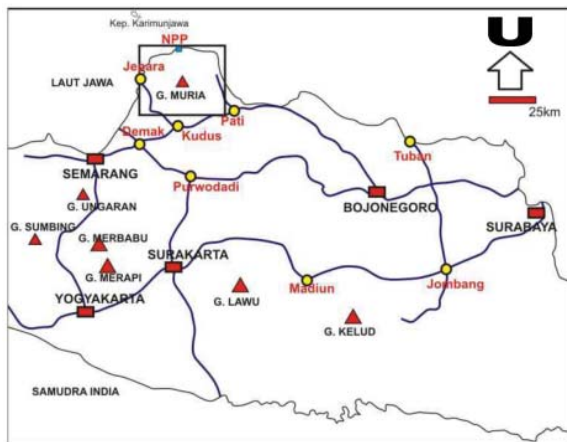 Kep. Karimunjawa
NPP
U
Jepara
LAUT JAWA
G. MURIA
25km
Pati
Kudus
Demak
Tuban
SEMARANG
Purwodadi
G. UNGARAN
BOJONEGORO
SURABAYA
G. SUMBING
G. MERBABU
SURAKARTA
G. MERAPI
Madiun
Jombang
G. LAWU
YOGYAKARTA
G. KELUD
SAMUDRA INDIA